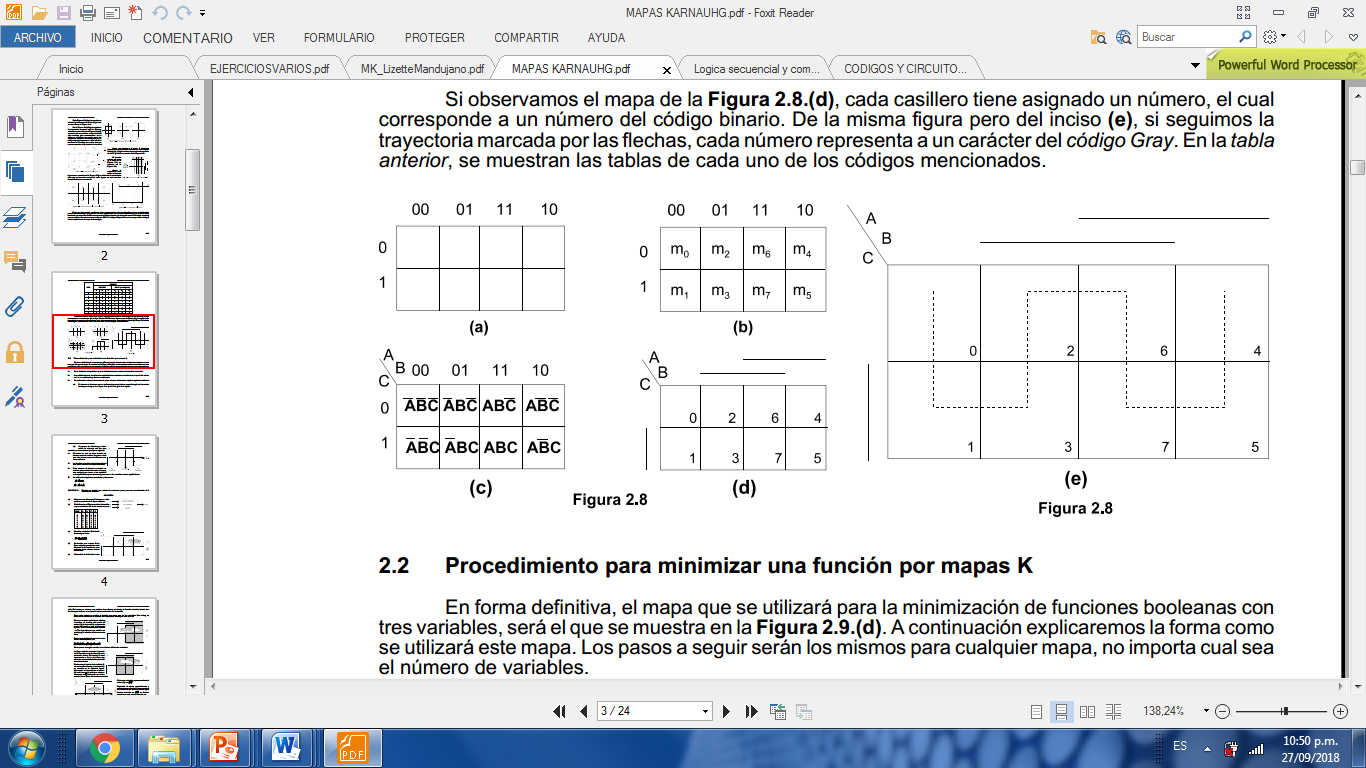 MAPAS KARNAUHG.pdf - Foxit Reader
ARCHIVO INICIO COMENTARIO VER FORMULARIO PROTEGER COMPARTIR AYUDA
Buscar
Inicio EJERCICIOSVARIOS.pdf MK_LizetteMandujano.pdf MAPAS KARNAUHG.pdf Logica secuencial y com... CODIGOS Y CIRCUITO...
Powerful Word Processor
Páginas
2
3
4
Si observamos el mapa de la Figura 2.8.(d), cada casillero tiene asignado un número, el cual
corresponde a un número del código binario. De la misma figura pero del inciso (e), si seguimos la
trayectoria marcada por las flechas, cada número representa a un carácter del código Gray. En la tabla
anterior, se muestran las tablas de cada uno de los códigos mencionados.
00 01 11 10
0
1
(a)
00 01 11 10
0 m₀ m₂ m₆ m₄
1 m₁ m₃ m₇ m₅
(b)
A
B
C
00 01 11 10
0 A̅B̅C̅ A̅BC̅ ABC̅ AB̅C̅
1 A̅B̅C A̅BC ABC AB̅C
(c)
Figura 2.8
A
B
C
0 2 6 4
1 3 7 5
(d)
A
B
C
0 2 6 4
1 3 7 5
(e)
Figura 2.8
2.2 Procedimiento para minimizar una función por mapas K
En forma definitiva, el mapa que se utilizará para la minimización de funciones booleanas con
tres variables, será el que se muestra en la Figura 2.9.(d). A continuación explicaremos la forma como
se utilizará este mapa. Los pasos a seguir serán los mismos para cualquier mapa, no importa cual sea
el número de variables.
3 / 24
138,24%
ES
10:50 p.m.
27/09/2018